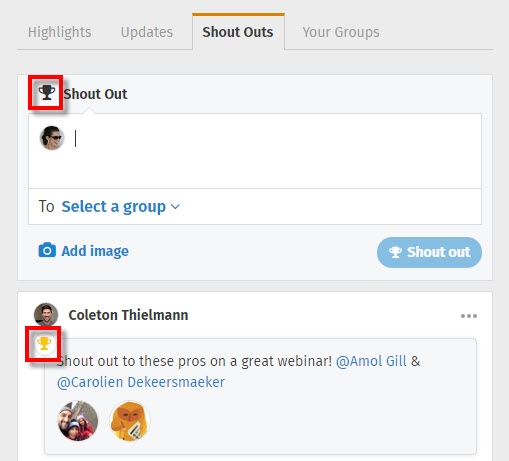 Highlights Updates Shout Outs Your Groups
Shout Out
To Select a group
Add image Shout out
Coleton Thielmann
Shout out to these pros on a great webinar! @Amol Gill &
@Carolien Dekeersmaeker